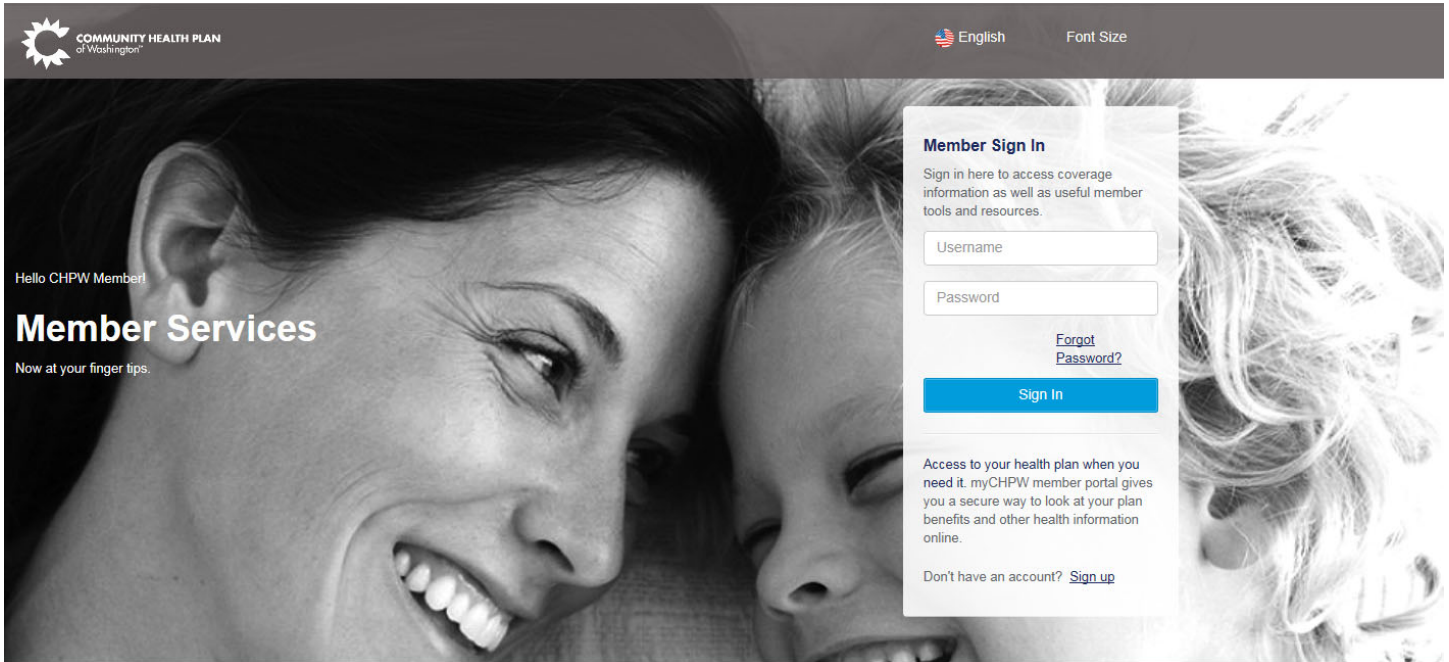 COMMUNITY HEALTH PLAN
of Washington™
English
Font Size
Hello CHPW Member!
Member Services
Now at your finger tips.
Member Sign In
Sign in here to access coverage
information as well as useful member
tools and resources.
Username
Password
Forgot
Password?
Sign In
Access to your health plan when you
need it. myCHPW member portal gives
you a secure way to look at your plan
benefits and other health information
online.
Don't have an account? Sign up